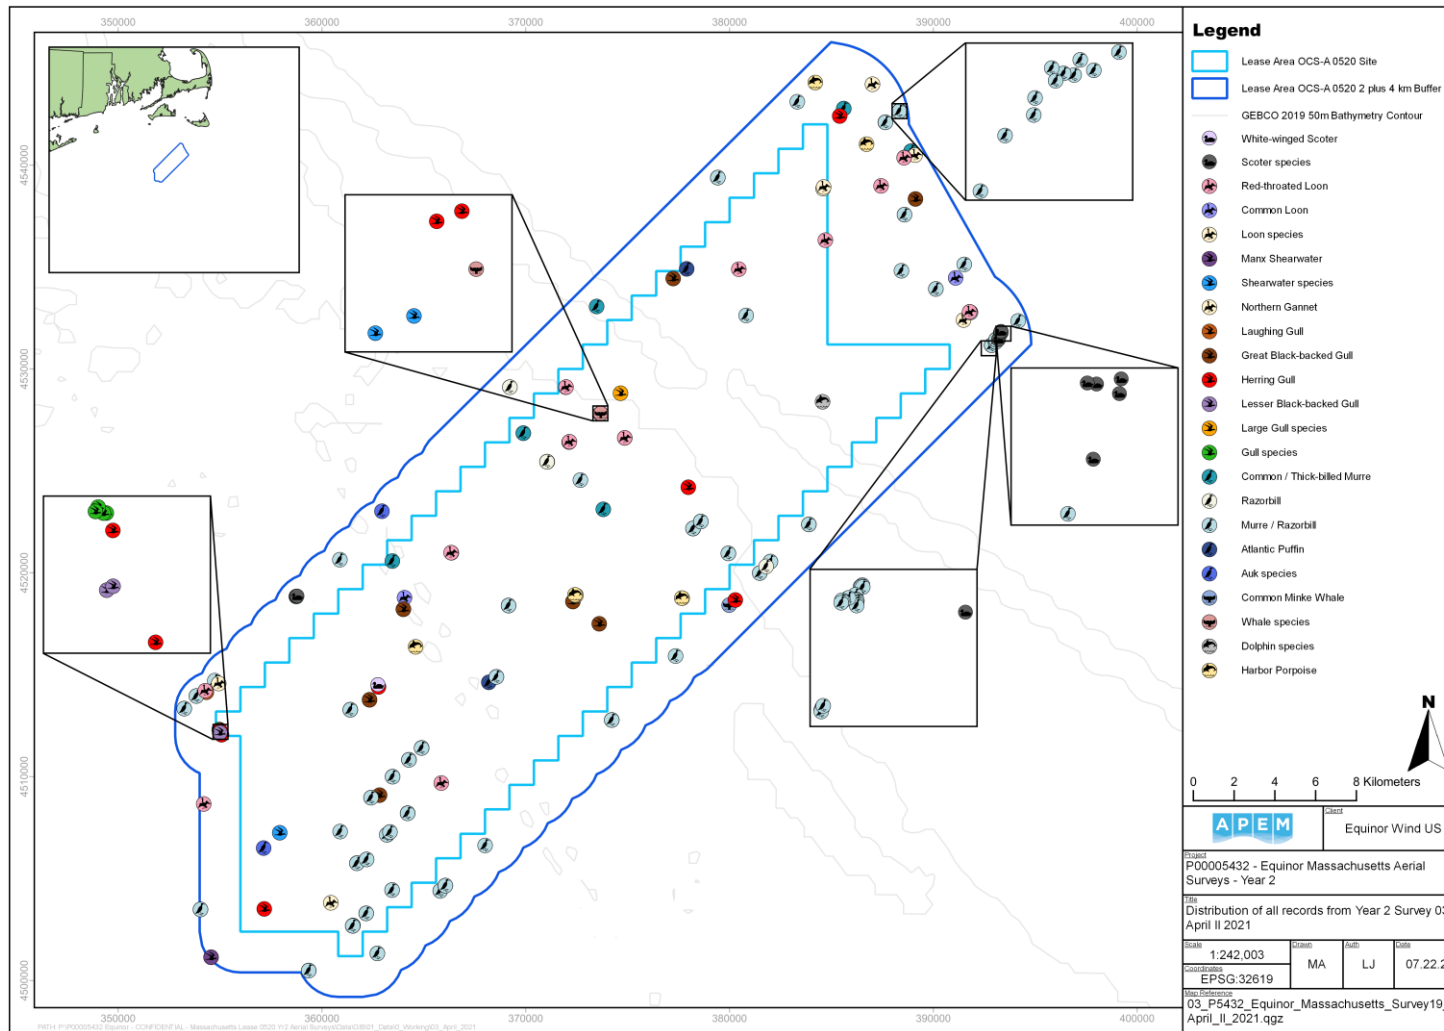 350000 360000 370000 380000 390000 400000
4540000
4530000
4520000
4510000
4500000
Legend
Lease Area OCS-A 0520 Site
Lease Area OCS-A 0520 2 plus 4 km Buffer
GEBCO 2019 50m Bathymetry Contour
White-winged Scoter
Scoter species
Red-throated Loon
Common Loon
Loon species
Manx Shearwater
Shearwater species
Northern Gannet
Laughing Gull
Great Black-backed Gull
Herring Gull
Lesser Black-backed Gull
Large Gull species
Gull species
Common / Thick-billed Murre
Razorbill
Murre / Razorbill
Atlantic Puffin
Auk species
Common Minke Whale
Whale species
Dolphin species
Harbor Porpoise
N
0 2 4 6 8 Kilometers
APEM
Client
Equinor Wind US
Project
P00005432 - Equinor Massachusetts Aerial
Surveys - Year 2
Title
Distribution of all records from Year 2 Survey 03
April II 2021
Scale
1:242,003
Drawn
MA
Auth
LJ
Date
07.22.2
Coordinates
EPSG:32619
Map Reference
03_P5432_Equinor_Massachusetts_Survey19
April_II_2021.qgz